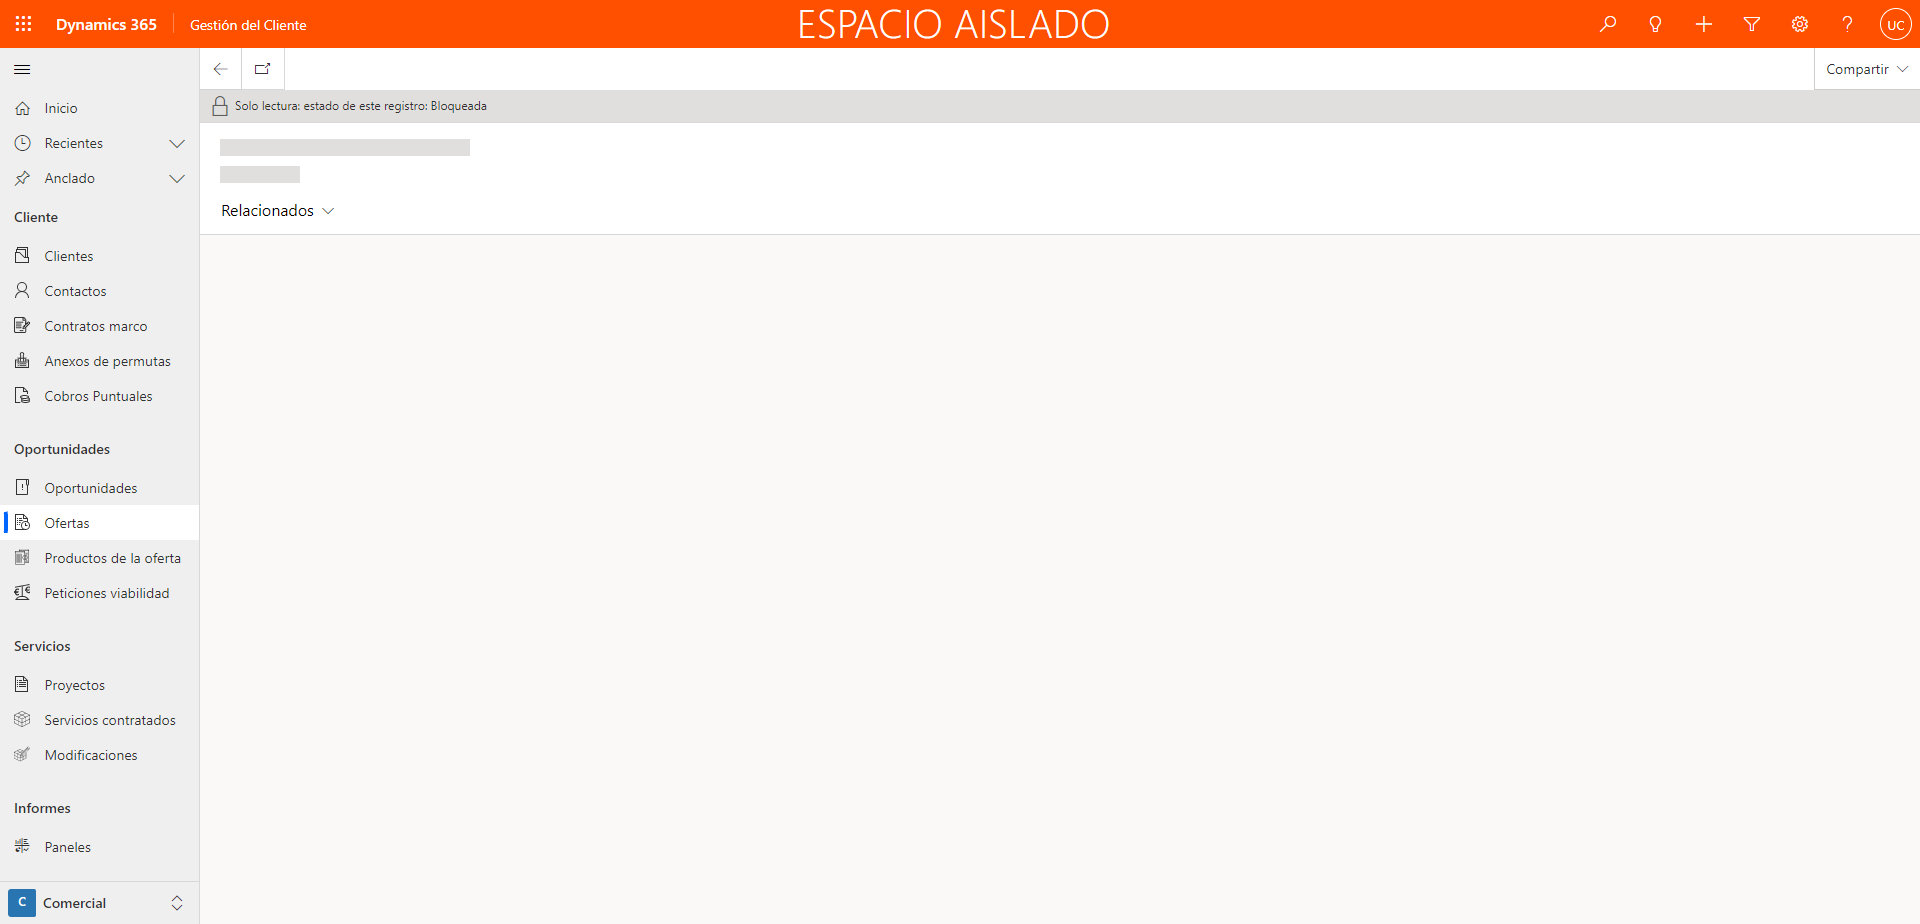 Dynamics 365
Gestión del Cliente
ESPACIO AISLADO
UC
Compartir
Solo lectura: estado de este registro: Bloqueada
Relacionados
Inicio
Recientes
Anclado
Cliente
Clientes
Contactos
Contratos marco
Anexos de permutas
Cobros Puntuales
Oportunidades
Oportunidades
Ofertas
Productos de la oferta
Peticiones viabilidad
Servicios
Proyectos
Servicios contratados
Modificaciones
Informes
Paneles
C
Comercial